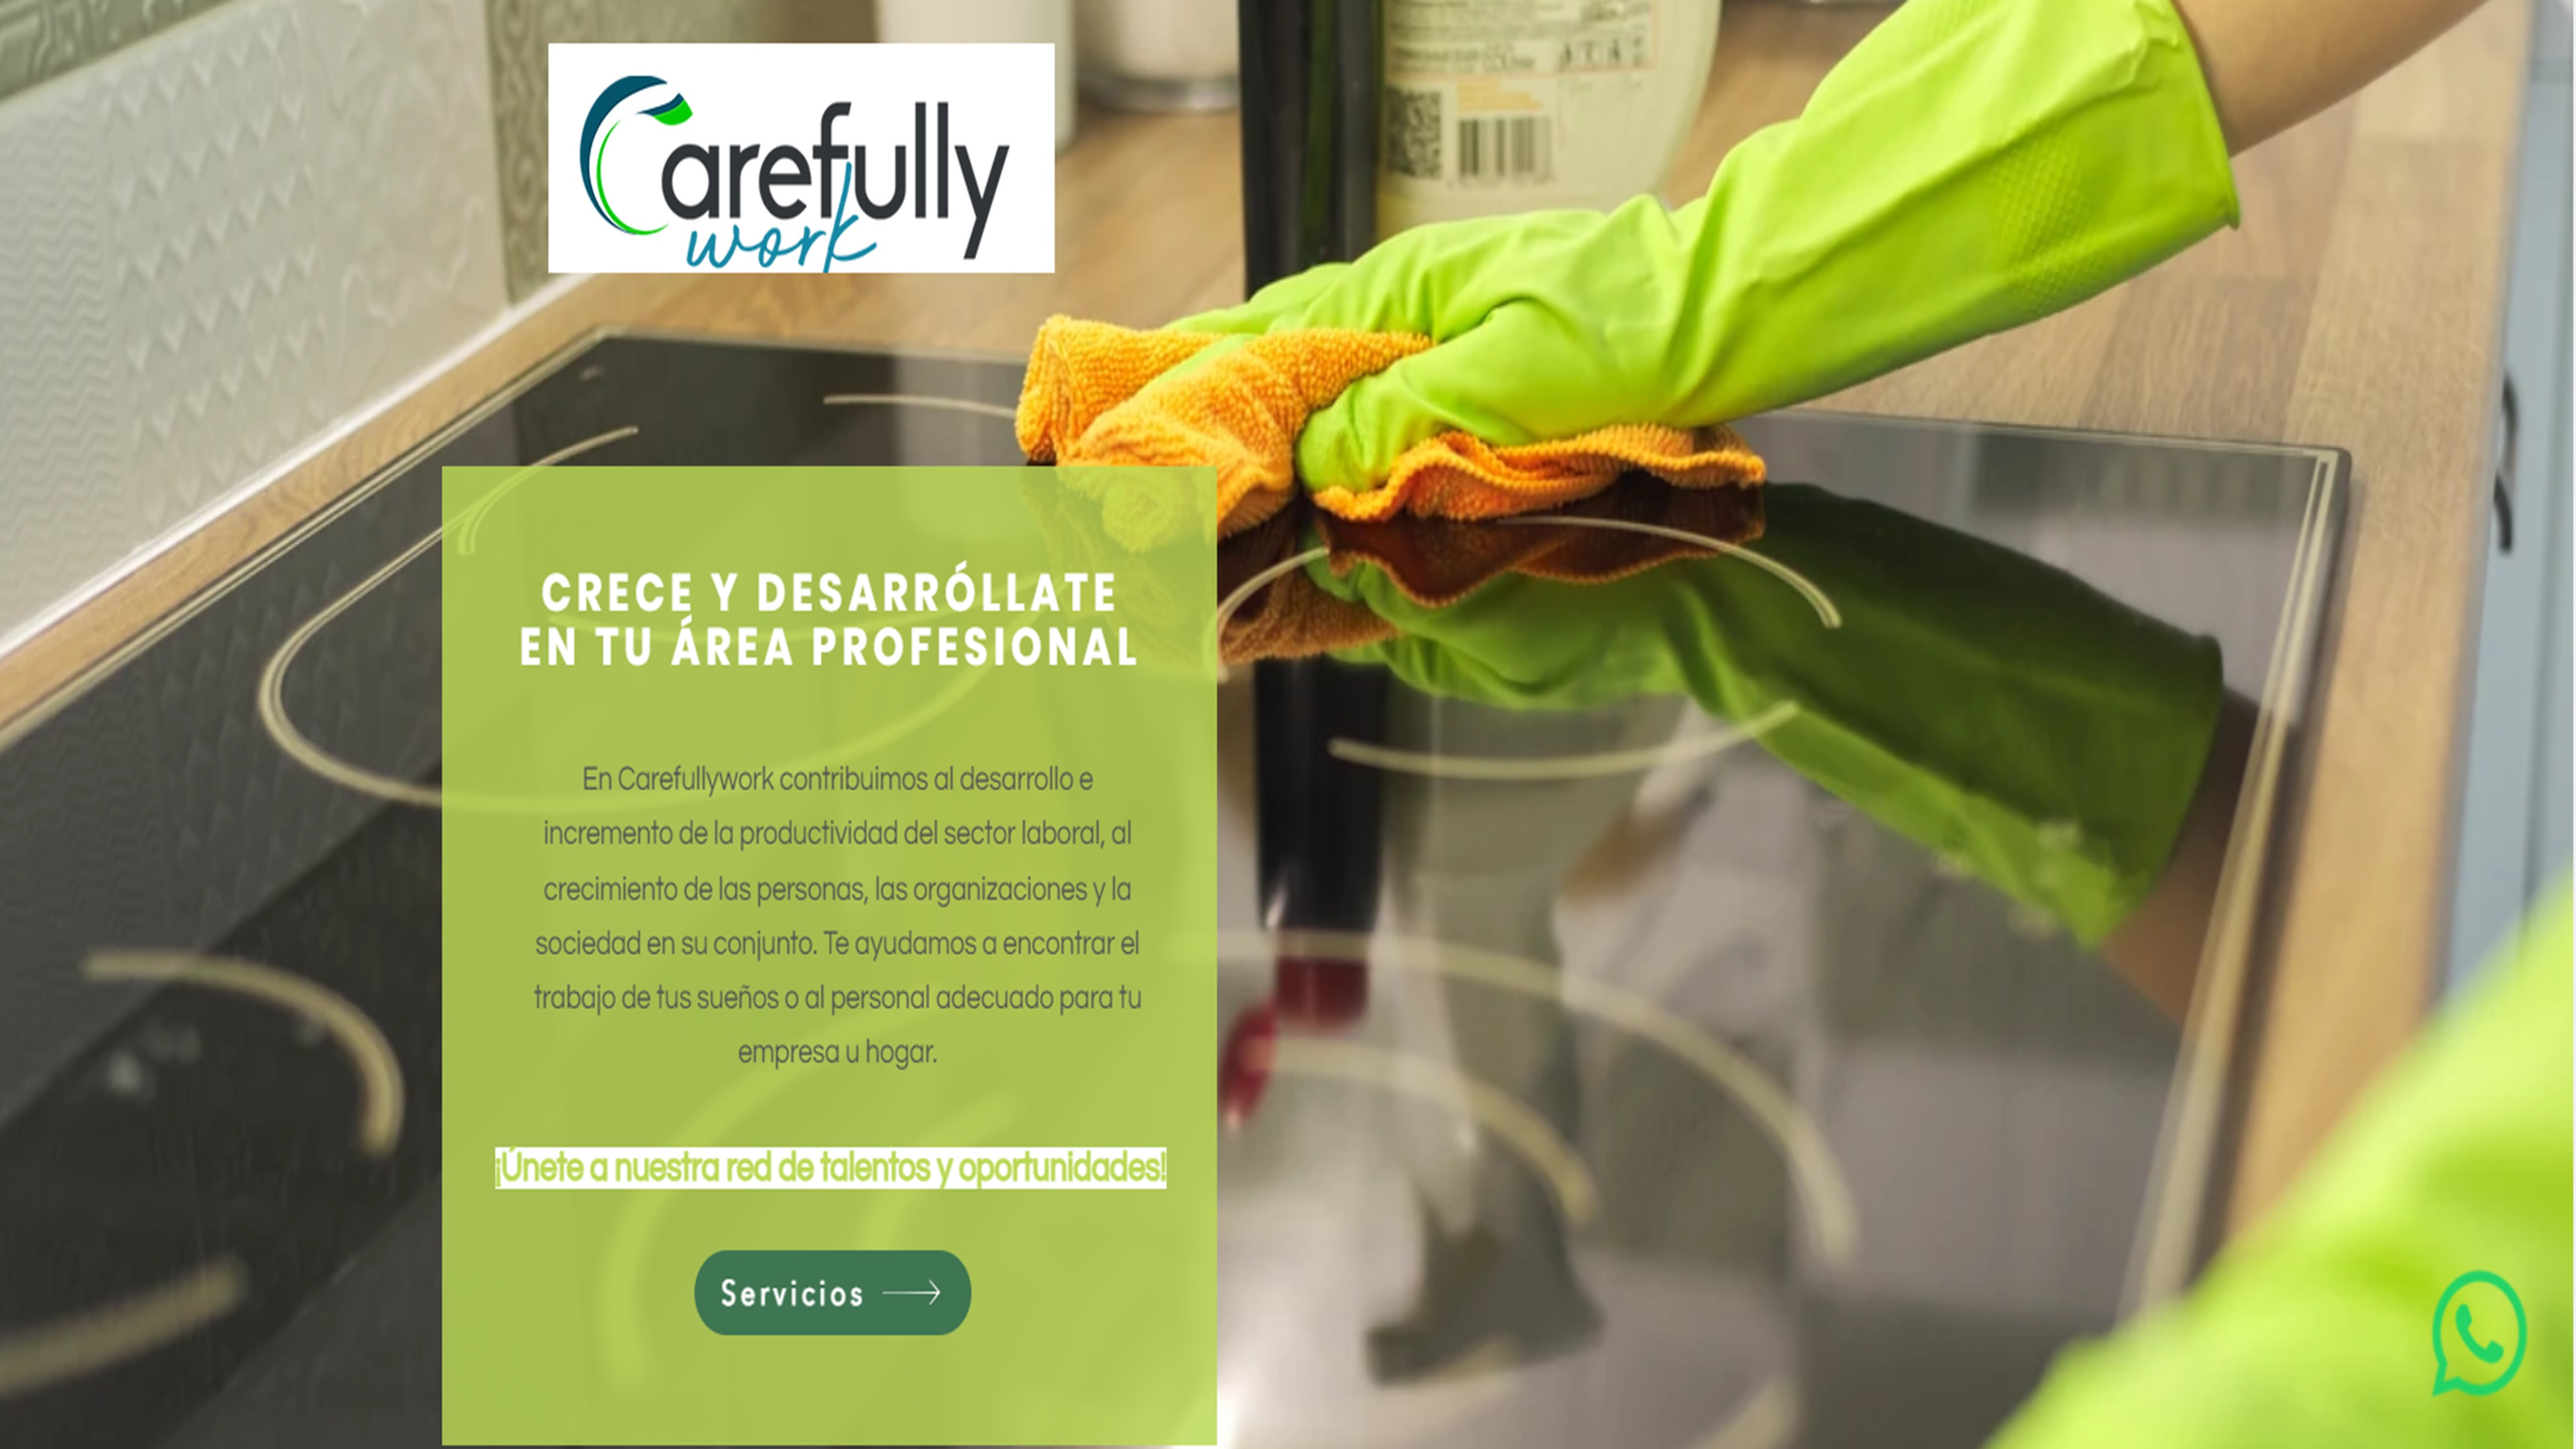 Carefully
work
CRECE Y DESARRÓLLATE
EN TU ÁREA PROFESIONAL
En Carefullywork contribuimos al desarrollo e
incremento de la productividad del sector laboral, al
crecimiento de las personas, las organizaciones y la
sociedad en su conjunto. Te ayudamos a encontrar el
trabajo de tus sueños o al personal adecuado para tu
empresa u hogar.
¡Únete a nuestra red de talentos y oportunidades!
Servicios